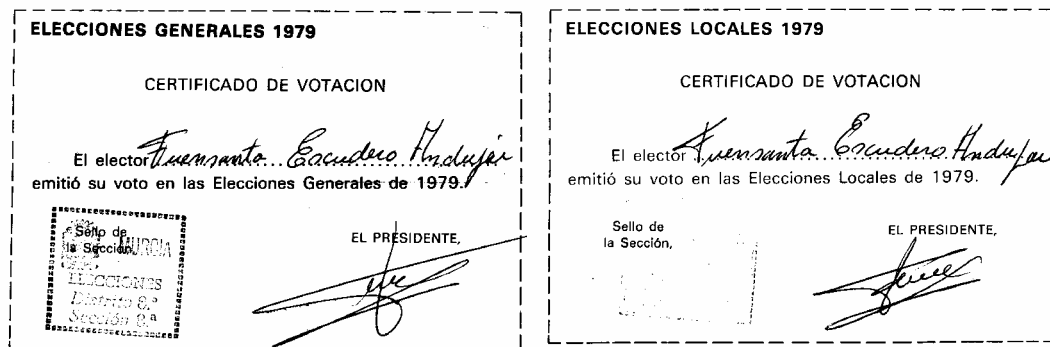 ELECCIONES GENERALES 1979
CERTIFICADO DE VOTACION
El elector Fuensanta Escudero Andujar
emitió su voto en las Elecciones Generales de 1979.
Sello de
la Sección,
MURCIA
ELECCIONES
Distrito 8.º
Sección 8.ª
EL PRESIDENTE,
ELECCIONES LOCALES 1979
CERTIFICADO DE VOTACION
El elector Fuensanta Escudero Andujar
emitió su voto en las Elecciones Locales de 1979.
Sello de
la Sección,
EL PRESIDENTE,